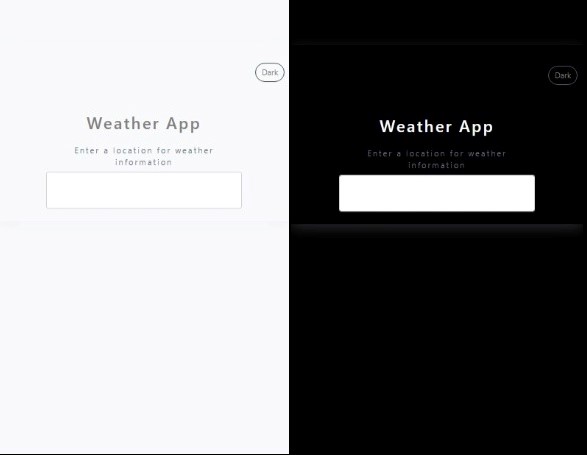 Dark
Weather App
Enter a location for weather
information
Dark
Weather App
Enter a location for weather
information